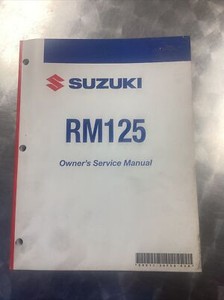 SUZUKI
RM125
Owner's Service Manual